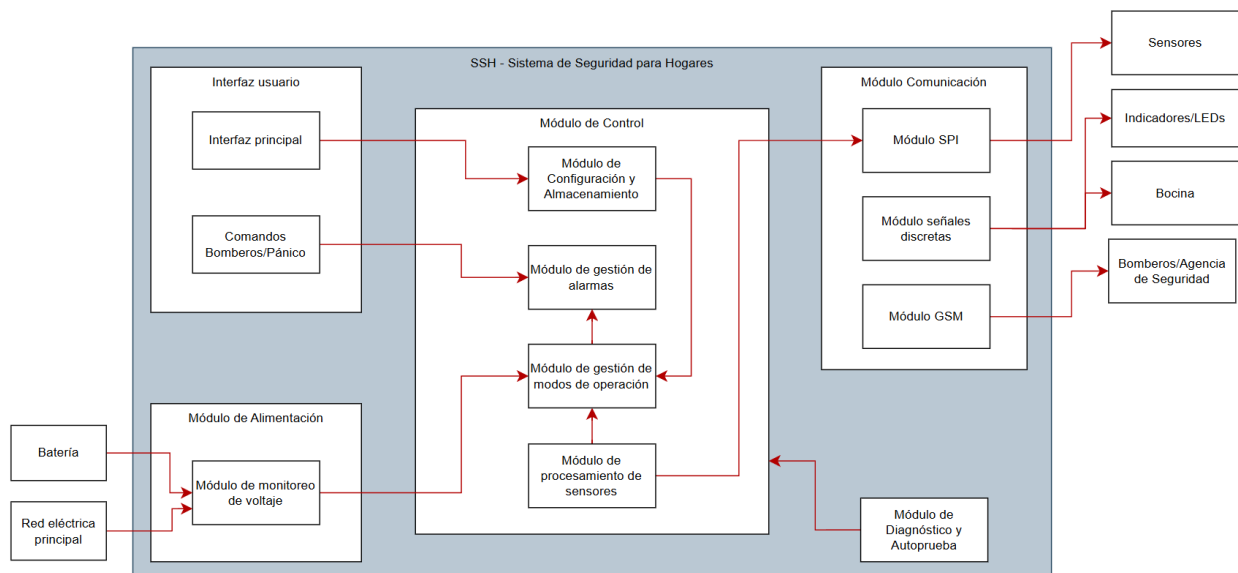 SSH - Sistema de Seguridad para Hogares
Interfaz usuario
Interfaz principal
Comandos
Bomberos/Pánico
Módulo de Control
Módulo de
Configuración y
Almacenamiento
Módulo de gestión de
alarmas
Módulo de gestión de
modos de operación
Módulo de
procesamiento de
sensores
Módulo Comunicación
Módulo SPI
Módulo señales
discretas
Módulo GSM
Sensores
Indicadores/LEDs
Bocina
Bomberos/Agencia
de Seguridad
Módulo de Alimentación
Módulo de monitoreo
de voltaje
Batería
Red eléctrica
principal
Módulo de
Diagnóstico y
Autoprueba